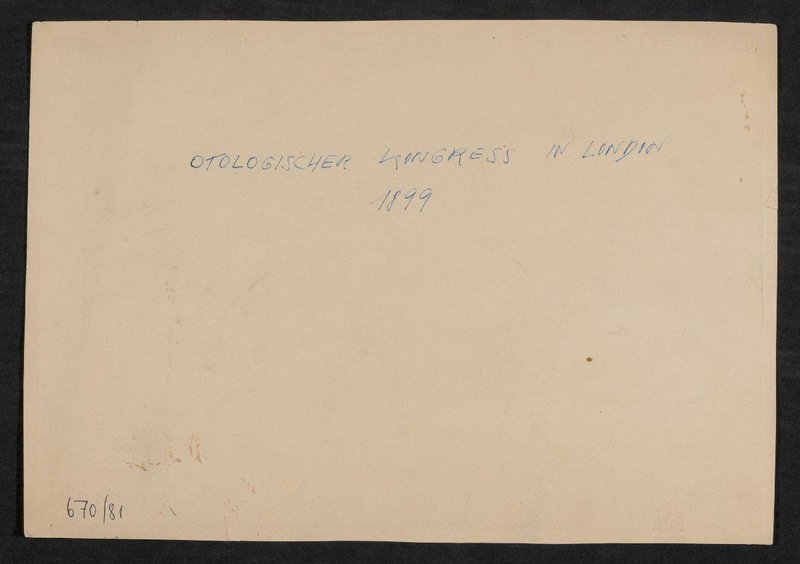 OTOLOGISCHER KONGRESS IN LONDON
1899
670/81